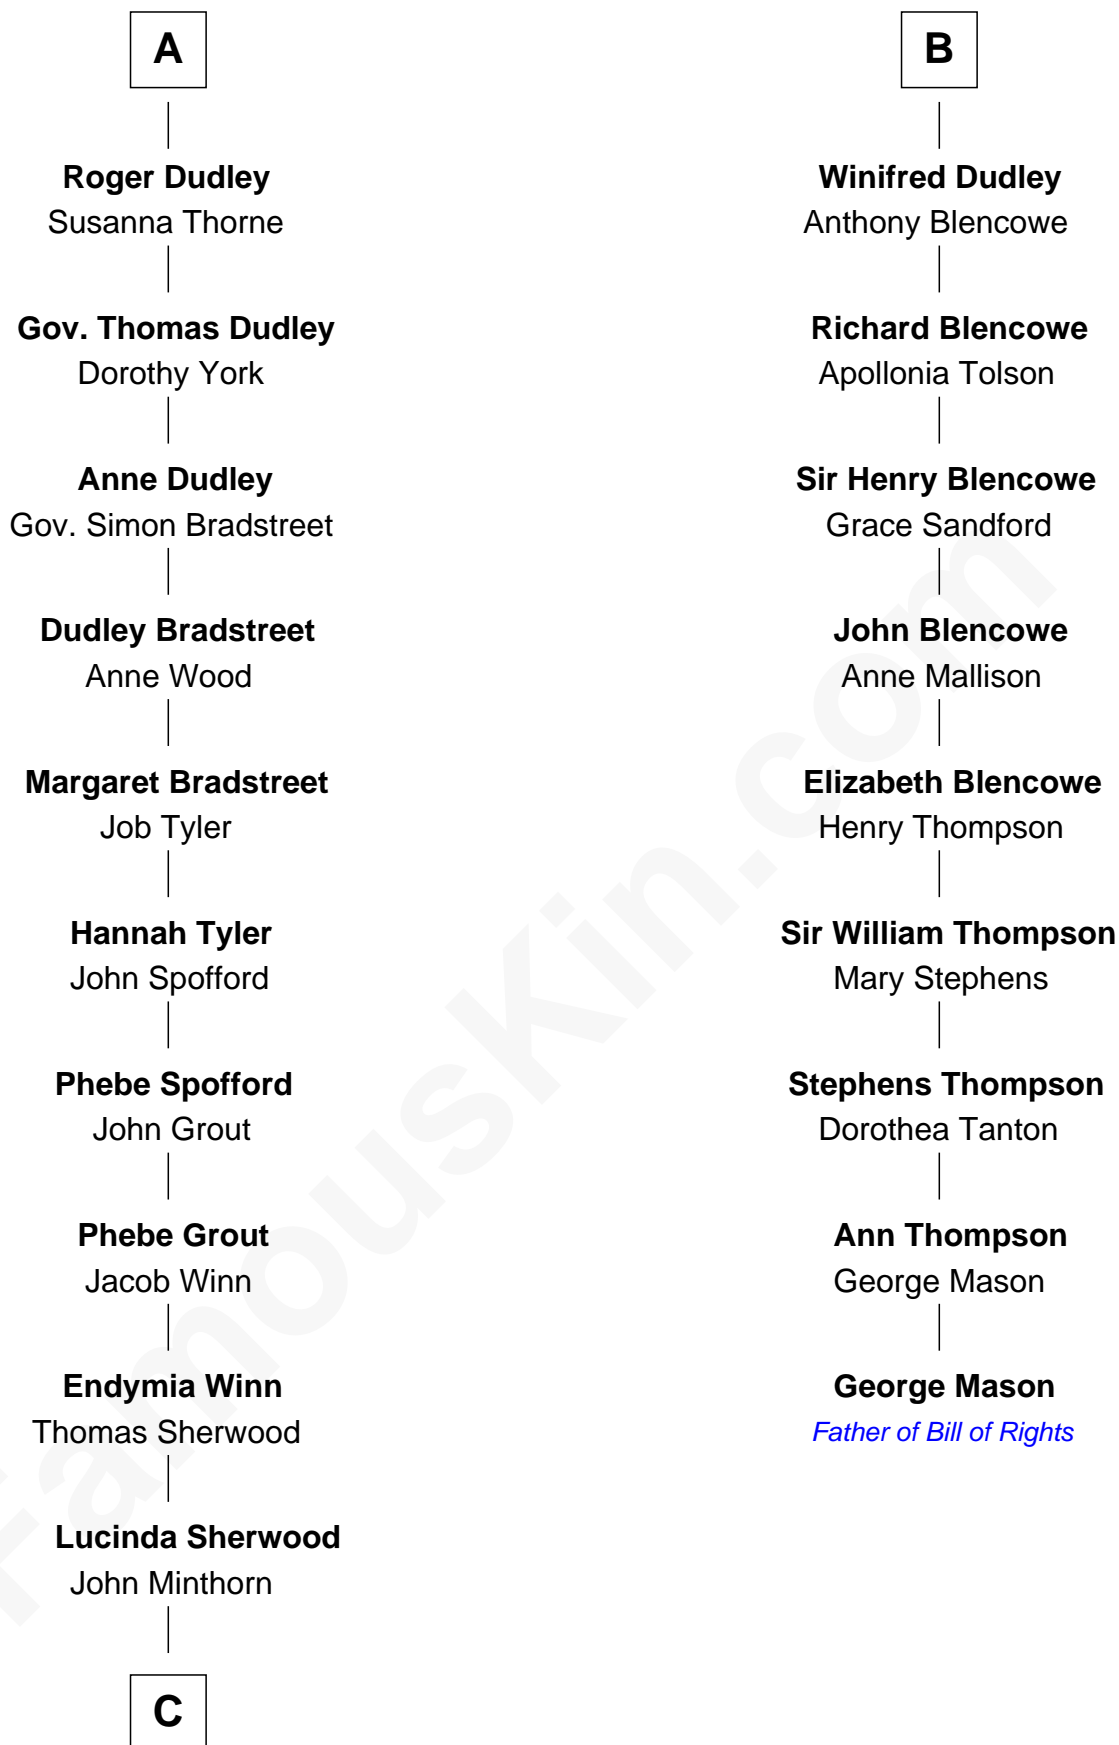 A
Roger Dudley
Susanna Thorne
Gov. Thomas Dudley
Dorothy York
Anne Dudley
Gov. Simon Bradstreet
Dudley Bradstreet
Anne Wood
Margaret Bradstreet
Job Tyler
Hannah Tyler
John Spofford
Phebe Spofford
John Grout
Phebe Grout
Jacob Winn
Endymia Winn
Thomas Sherwood
Lucinda Sherwood
John Minthorn
C
B
Winifred Dudley
Anthony Blencowe
Richard Blencowe
Apollonia Tolson
Sir Henry Blencowe
Grace Sandford
John Blencowe
Anne Mallison
Elizabeth Blencowe
Henry Thompson
Sir William Thompson
Mary Stephens
Stephens Thompson
Dorothea Tanton
Ann Thompson
George Mason
George Mason
Father of Bill of Rights
FamousKin.com